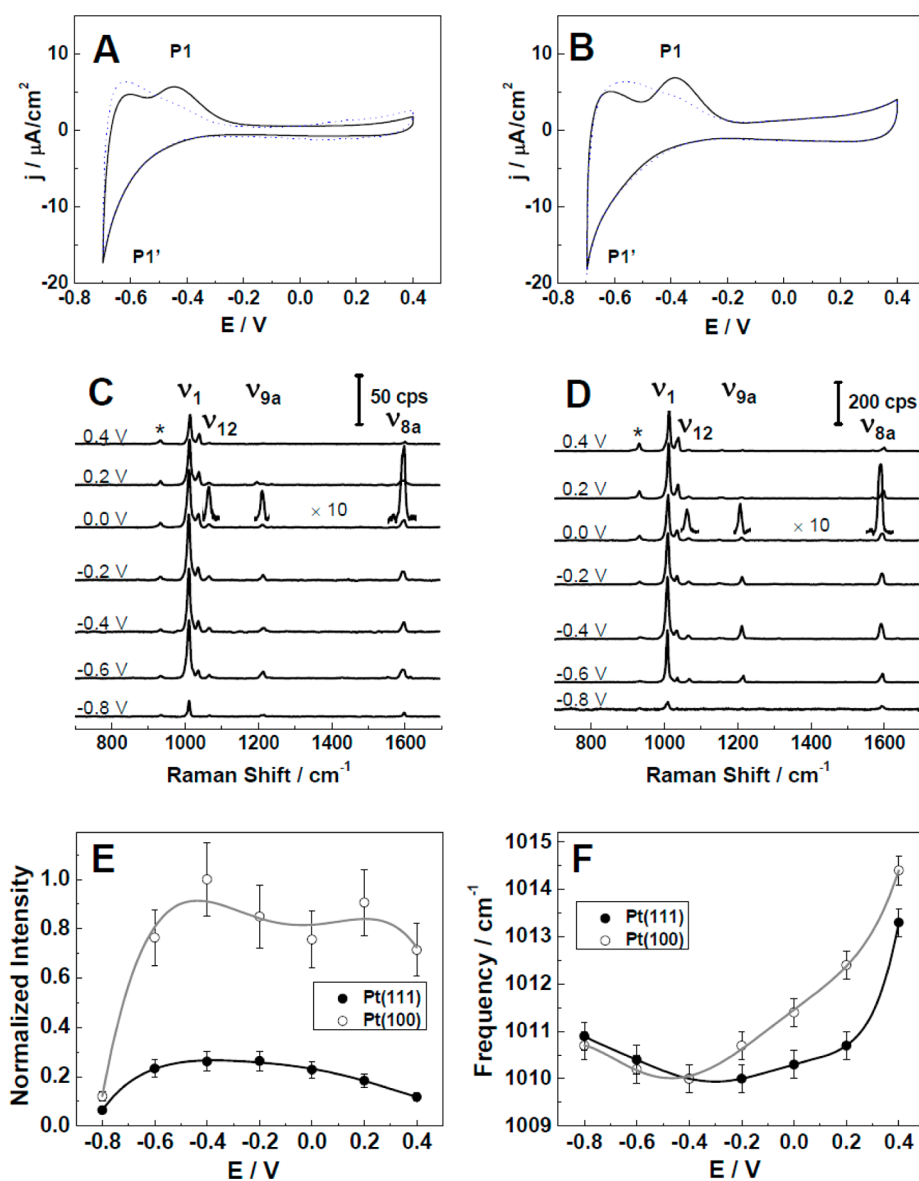 A
P1
10
0
-10
-20
j / μA/cm²
P1'
-0.8 -0.6 -0.4 -0.2 0.0 0.2 0.4
E / V
B
P1
10
0
-10
-20
j / μA/cm²
P1'
-0.8 -0.6 -0.4 -0.2 0.0 0.2 0.4
E / V
C
ν1
ν12
ν9a
50 cps
ν8a
0.4 V
*
0.2 V
0.0 V
× 10
-0.2 V
-0.4 V
-0.6 V
-0.8 V
800 1000 1200 1400 1600
Raman Shift / cm⁻¹
D
ν1
ν12
ν9a
200 cps
ν8a
0.4 V
*
0.2 V
0.0 V
× 10
-0.2 V
-0.4 V
-0.6 V
-0.8 V
800 1000 1200 1400 1600
Raman Shift / cm⁻¹
E
1.0
0.8
0.6
0.4
0.2
0.0
Normalized Intensity
Pt(111)
Pt(100)
-0.8 -0.6 -0.4 -0.2 0.0 0.2 0.4
E / V
F
1015
1014
1013
1012
1011
1010
1009
Frequency / cm⁻¹
Pt(111)
Pt(100)
-0.8 -0.6 -0.4 -0.2 0.0 0.2 0.4
E / V